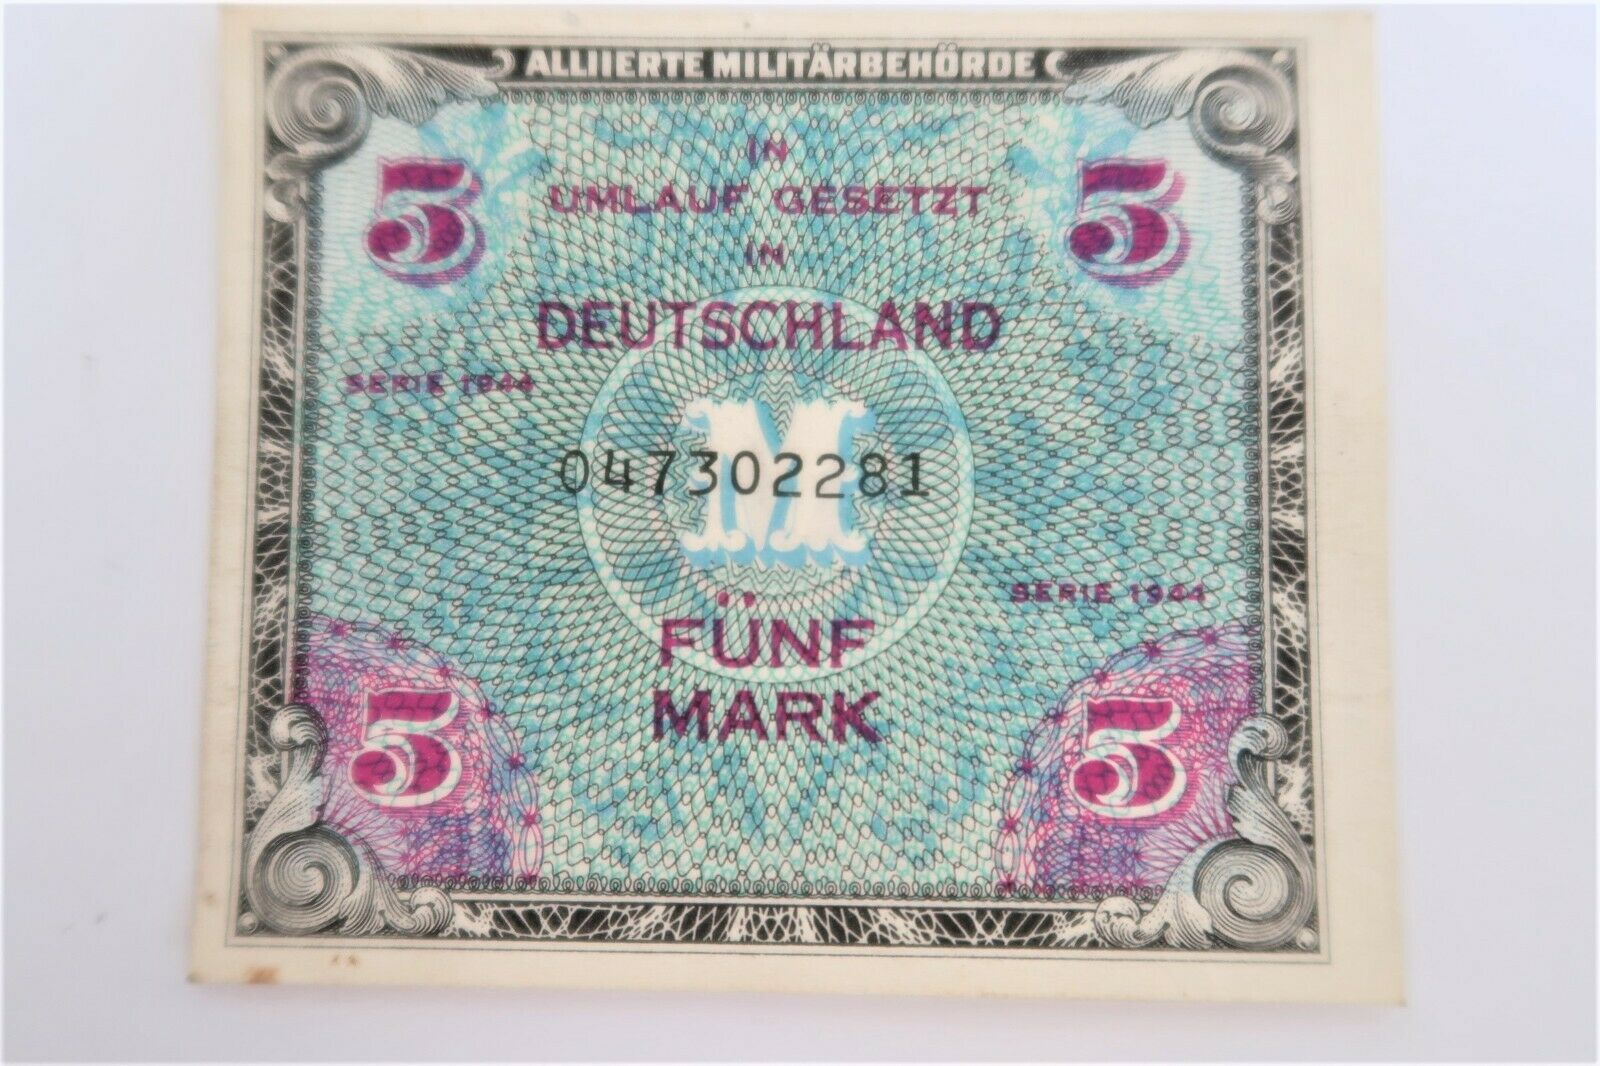 ALLIIERTE MILITÄRBEHÖRDE
5 5
IN
UMLAUF GESETZT
IN
DEUTSCHLAND
SERIE 1944
M
047302281
SERIE 1944
FÜNF
MARK
5 5